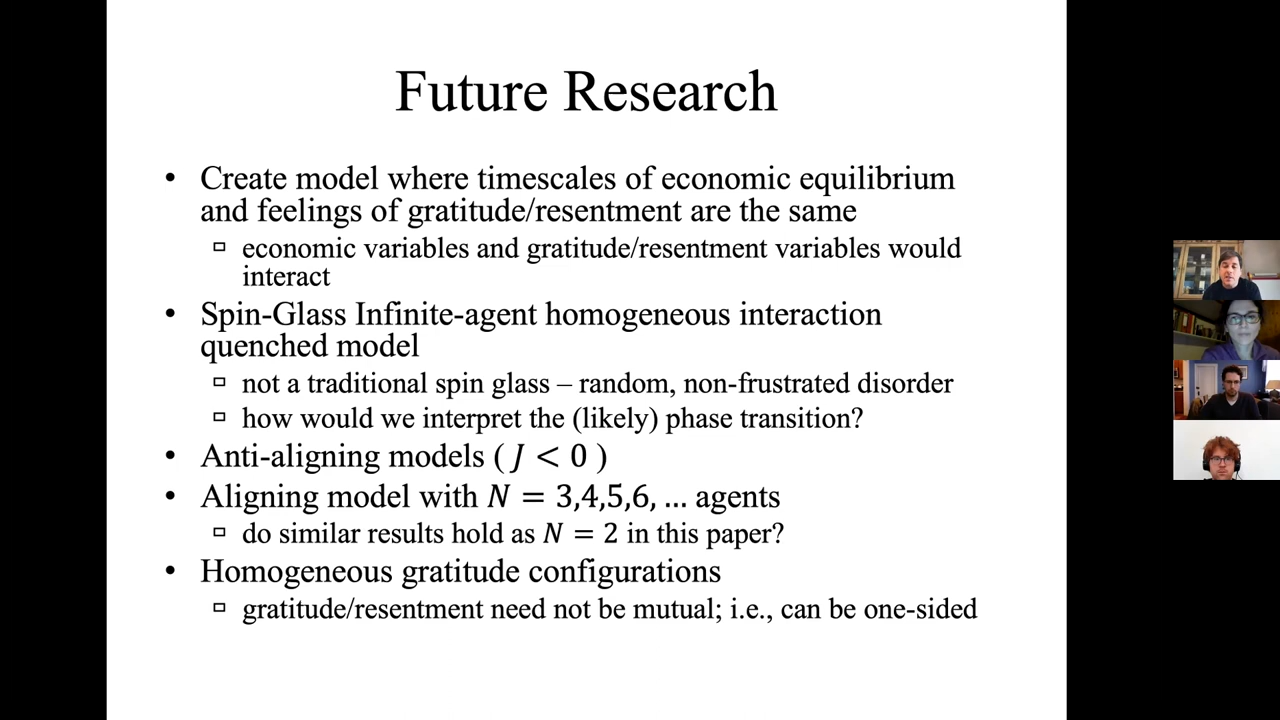 Future Research
• Create model where timescales of economic equilibrium
and feelings of gratitude/resentment are the same
▫ economic variables and gratitude/resentment variables would
interact
• Spin-Glass Infinite-agent homogeneous interaction
quenched model
▫ not a traditional spin glass – random, non-frustrated disorder
▫ how would we interpret the (likely) phase transition?
• Anti-aligning models ( J < 0 )
• Aligning model with N = 3,4,5,6, … agents
▫ do similar results hold as N = 2 in this paper?
• Homogeneous gratitude configurations
▫ gratitude/resentment need not be mutual; i.e., can be one-sided